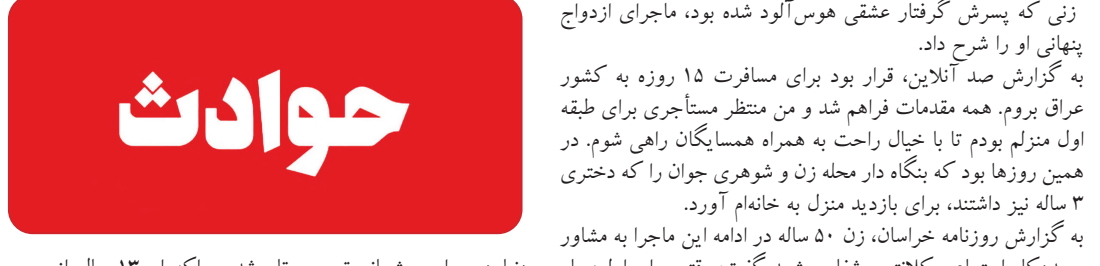 زنی که پسرش گرفتار عشقی هوس‌آلود شده بود، ماجرای ازدواج
پنهانی او را شرح داد.
به گزارش صد آنلاین، قرار بود برای مسافرت ۱۵ روزه به کشور
عراق بروم. همه مقدمات فراهم شد و من منتظر مستأجری برای طبقه
اول منزلم بودم تا با خیال راحت به همراه همسایگان راهی شوم. در
همین روزها بود که بنگاه دار محله زن و شوهری جوان را که دختری
۳ ساله نیز داشتند، برای بازدید منزل به خانه‌ام آورد.
به گزارش روزنامه خراسان، زن ۵۰ ساله در ادامه این ماجرا به مشاور
حوادث